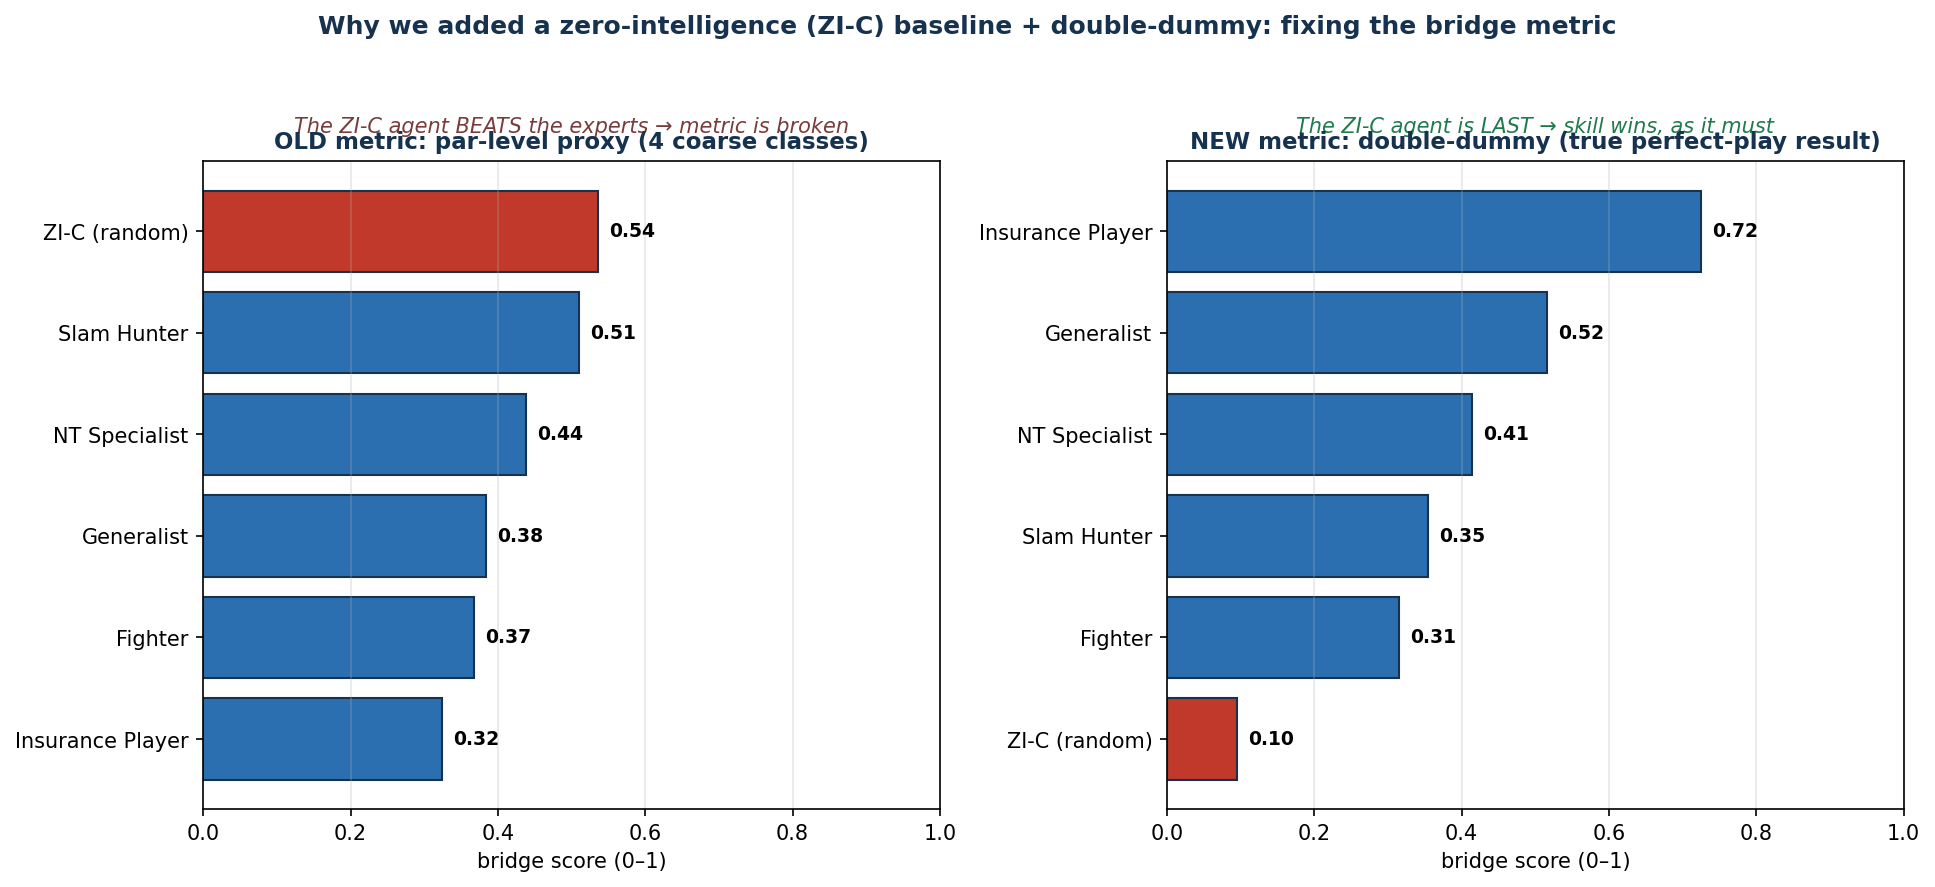 Why we added a zero-intelligence (ZI-C) baseline + double-dummy: fixing the bridge metric
The ZI-C agent BEATS the experts → metric is broken
OLD metric: par-level proxy (4 coarse classes)
ZI-C (random)
0.54
Slam Hunter
0.51
NT Specialist
0.44
Generalist
0.38
Fighter
0.37
Insurance Player
0.32
0.0 0.2 0.4 0.6 0.8 1.0
bridge score (0–1)
The ZI-C agent is LAST → skill wins, as it must
NEW metric: double-dummy (true perfect-play result)
Insurance Player
0.72
Generalist
0.52
NT Specialist
0.41
Slam Hunter
0.35
Fighter
0.31
ZI-C (random)
0.10
0.0 0.2 0.4 0.6 0.8 1.0
bridge score (0–1)